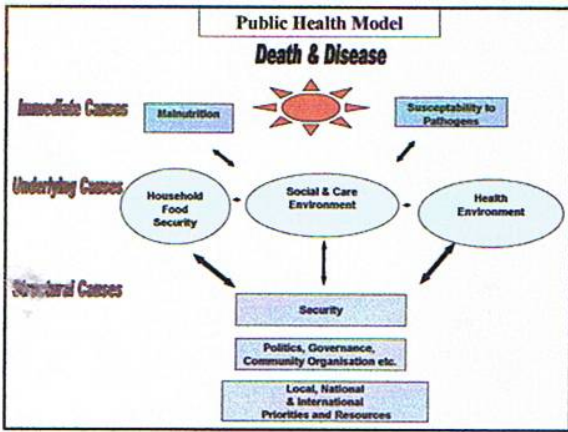 Public Health Model
Death & Disease
Immediate Causes
Malnutrition
Susceptability to
Pathogens
Underlying Causes
Household
Food
Security
Social & Care
Environment
Health
Environment
Structural Causes
Security
Politics, Governance,
Community Organisation etc.
Local, National
& International
Priorities and Resources